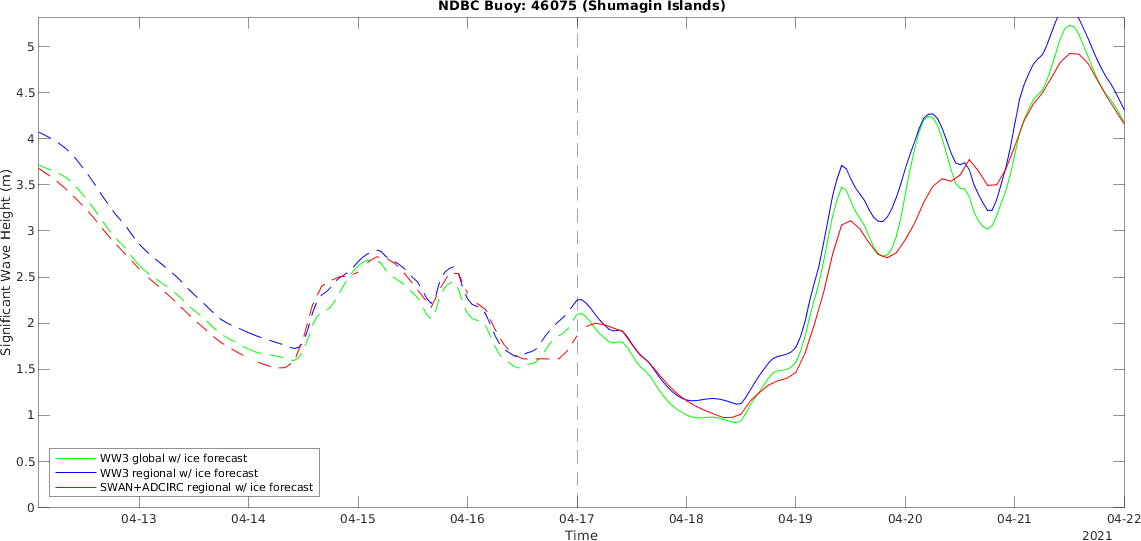 NDBC Buoy: 46075 (Shumagin Islands)
Significant Wave Height (m)
5
4.5
4
3.5
3
2.5
2
1.5
1
0.5
0
WW3 global w/ ice forecast
WW3 regional w/ ice forecast
SWAN+ADCIRC regional w/ ice forecast
04-13 04-14 04-15 04-16 04-17 04-18 04-19 04-20 04-21 04-22
Time
2021